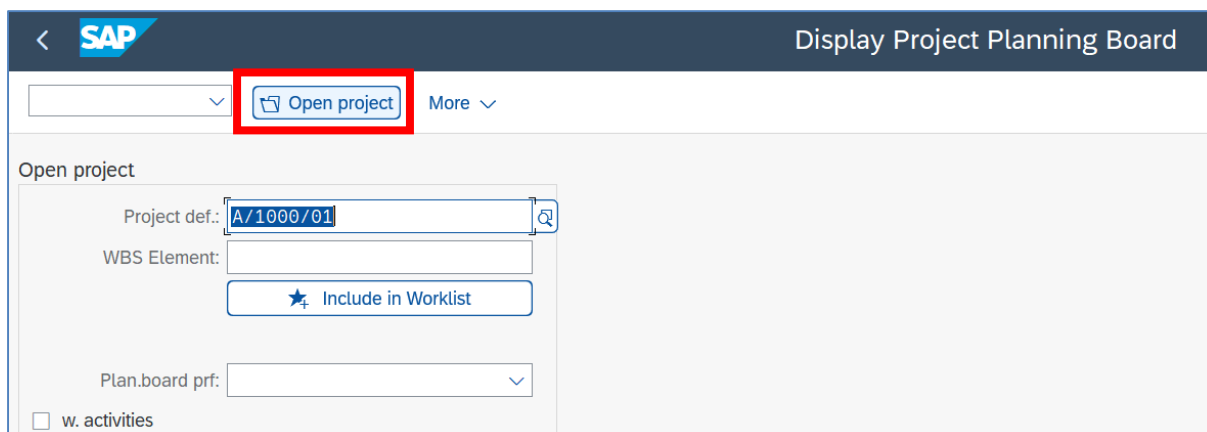 SAP Display Project Planning Board
Open project More
Open project
Project def.: A/1000/01
WBS Element:
Include in Worklist
Plan.board prf:
w. activities